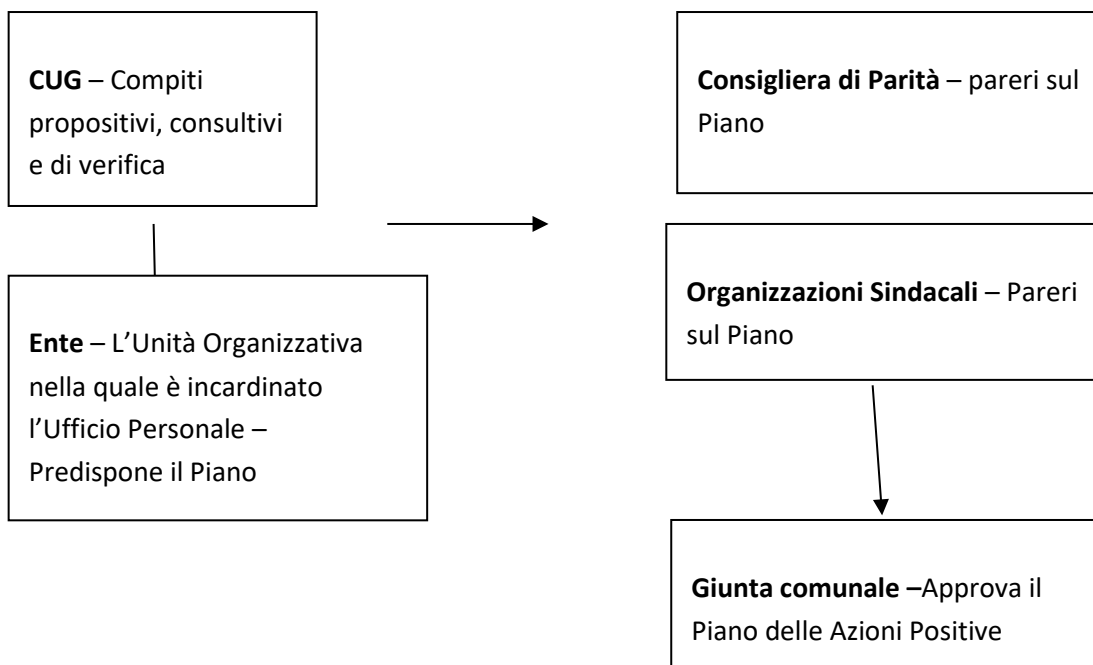 CUG – Compiti
propositivi, consultivi
e di verifica
Ente – L’Unità Organizzativa
nella quale è incardinato
l’Ufficio Personale –
Predispone il Piano
Consigliera di Parità – pareri sul
Piano
Organizzazioni Sindacali – Pareri
sul Piano
Giunta comunale –Approva il
Piano delle Azioni Positive